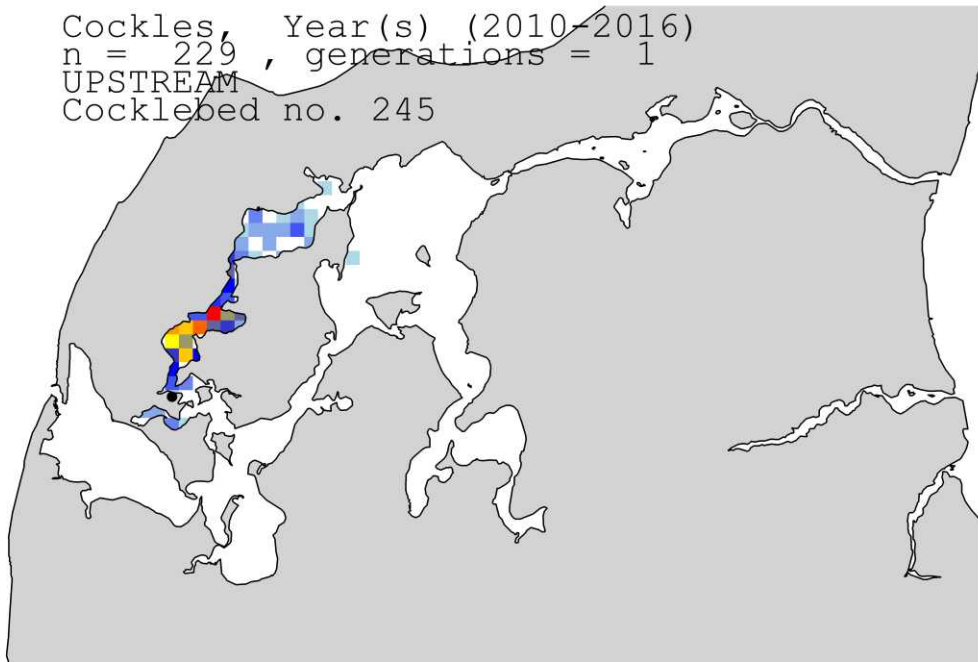 Cockles, Year(s) (2010-2016)
n = 229 , generations = 1
UPSTREAM
Cocklebed no. 245